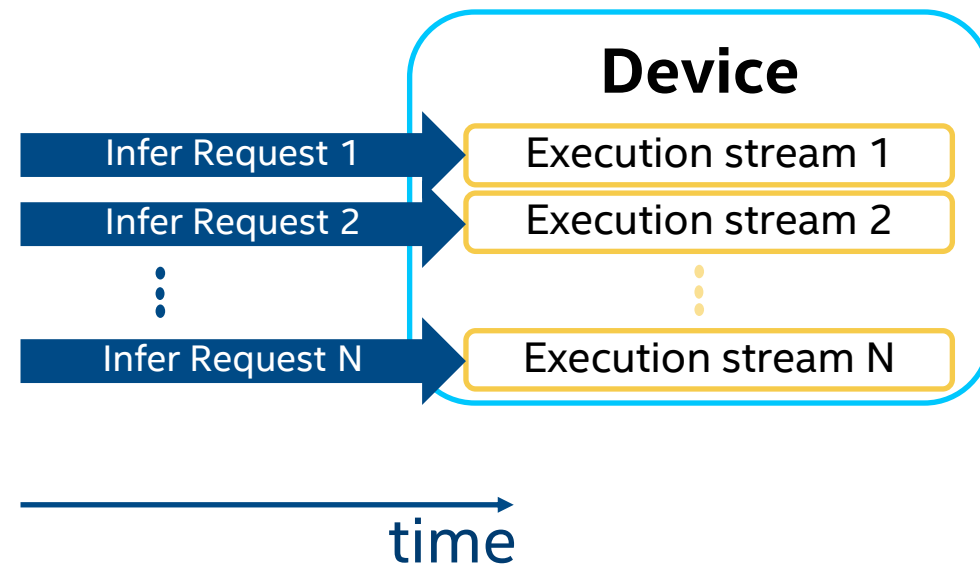 Device
Infer Request 1
Execution stream 1
Infer Request 2
Execution stream 2
Infer Request N
Execution stream N
time